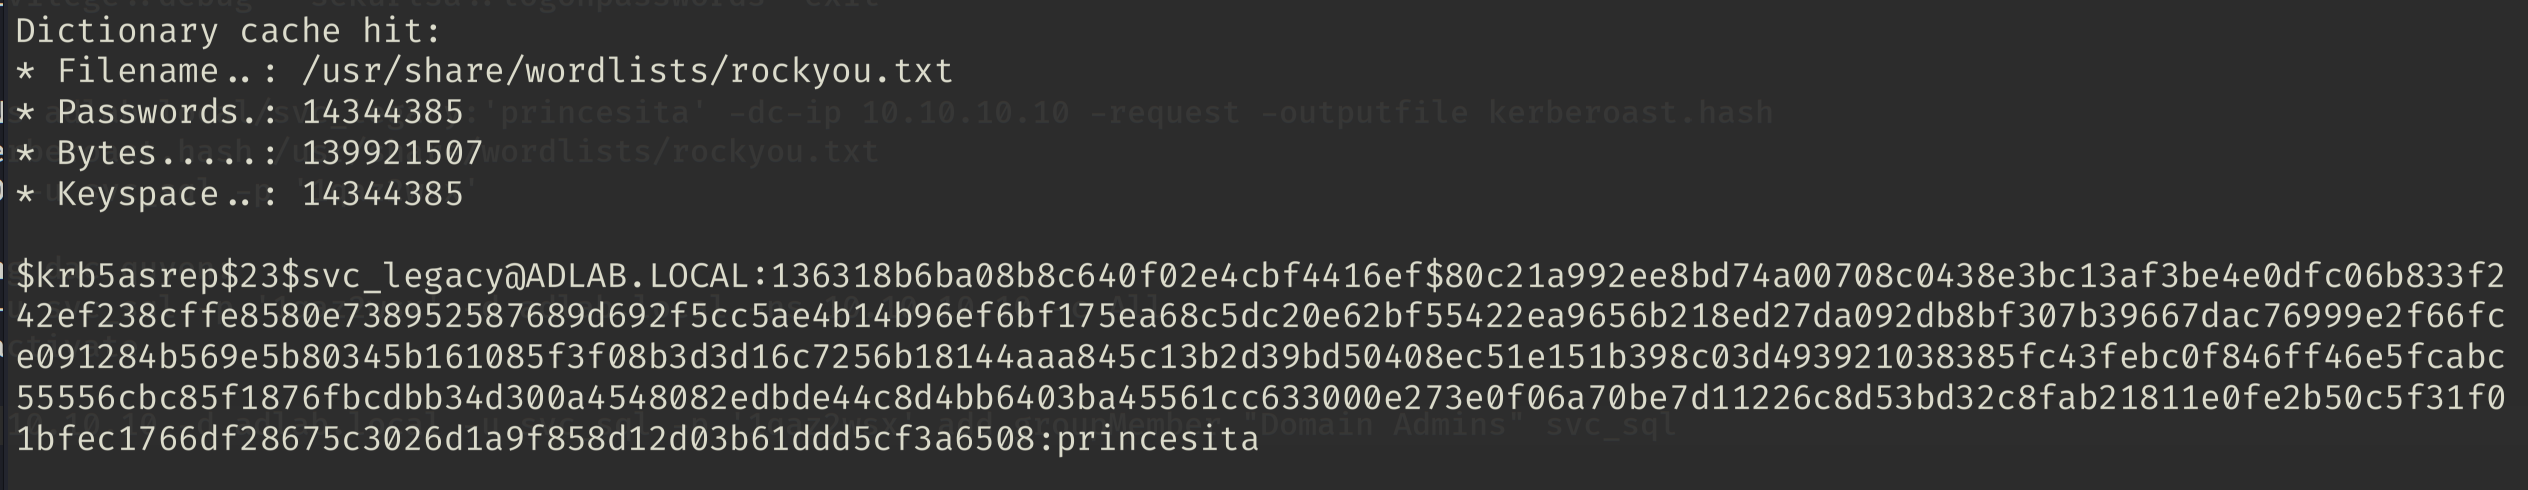 Dictionary cache hit:
* Filename..: /usr/share/wordlists/rockyou.txt
* Passwords.: 14344385
* Bytes.....: 139921507
* Keyspace..: 14344385
$krb5asrep$23$svc_legacy@ADLAB.LOCAL:136318b6ba08b8c640f02e4cbf4416ef$80c21a992ee8bd74a00708c0438e3bc13af3be4e0dfc06b833f2
42ef238cffe8580e738952587689d692f5cc5ae4b14b96ef6bf175ea68c5dc20e62bf55422ea9656b218ed27da092db8bf307b39667dac76999e2f66fc
e091284b569e5b80345b161085f3f08b3d3d16c7256b18144aaa845c13b2d39bd50408ec51e151b398c03d493921038385fc43febc0f846ff46e5fcabc
55556cbc85f1876fbcdbb34d300a4548082edbde44c8d4bb6403ba45561cc633000e273e0f06a70be7d11226c8d53bd32c8fab21811e0fe2b50c5f31f0
1bfec1766df28675c3026d1a9f858d12d03b61ddd5cf3a6508:princesita